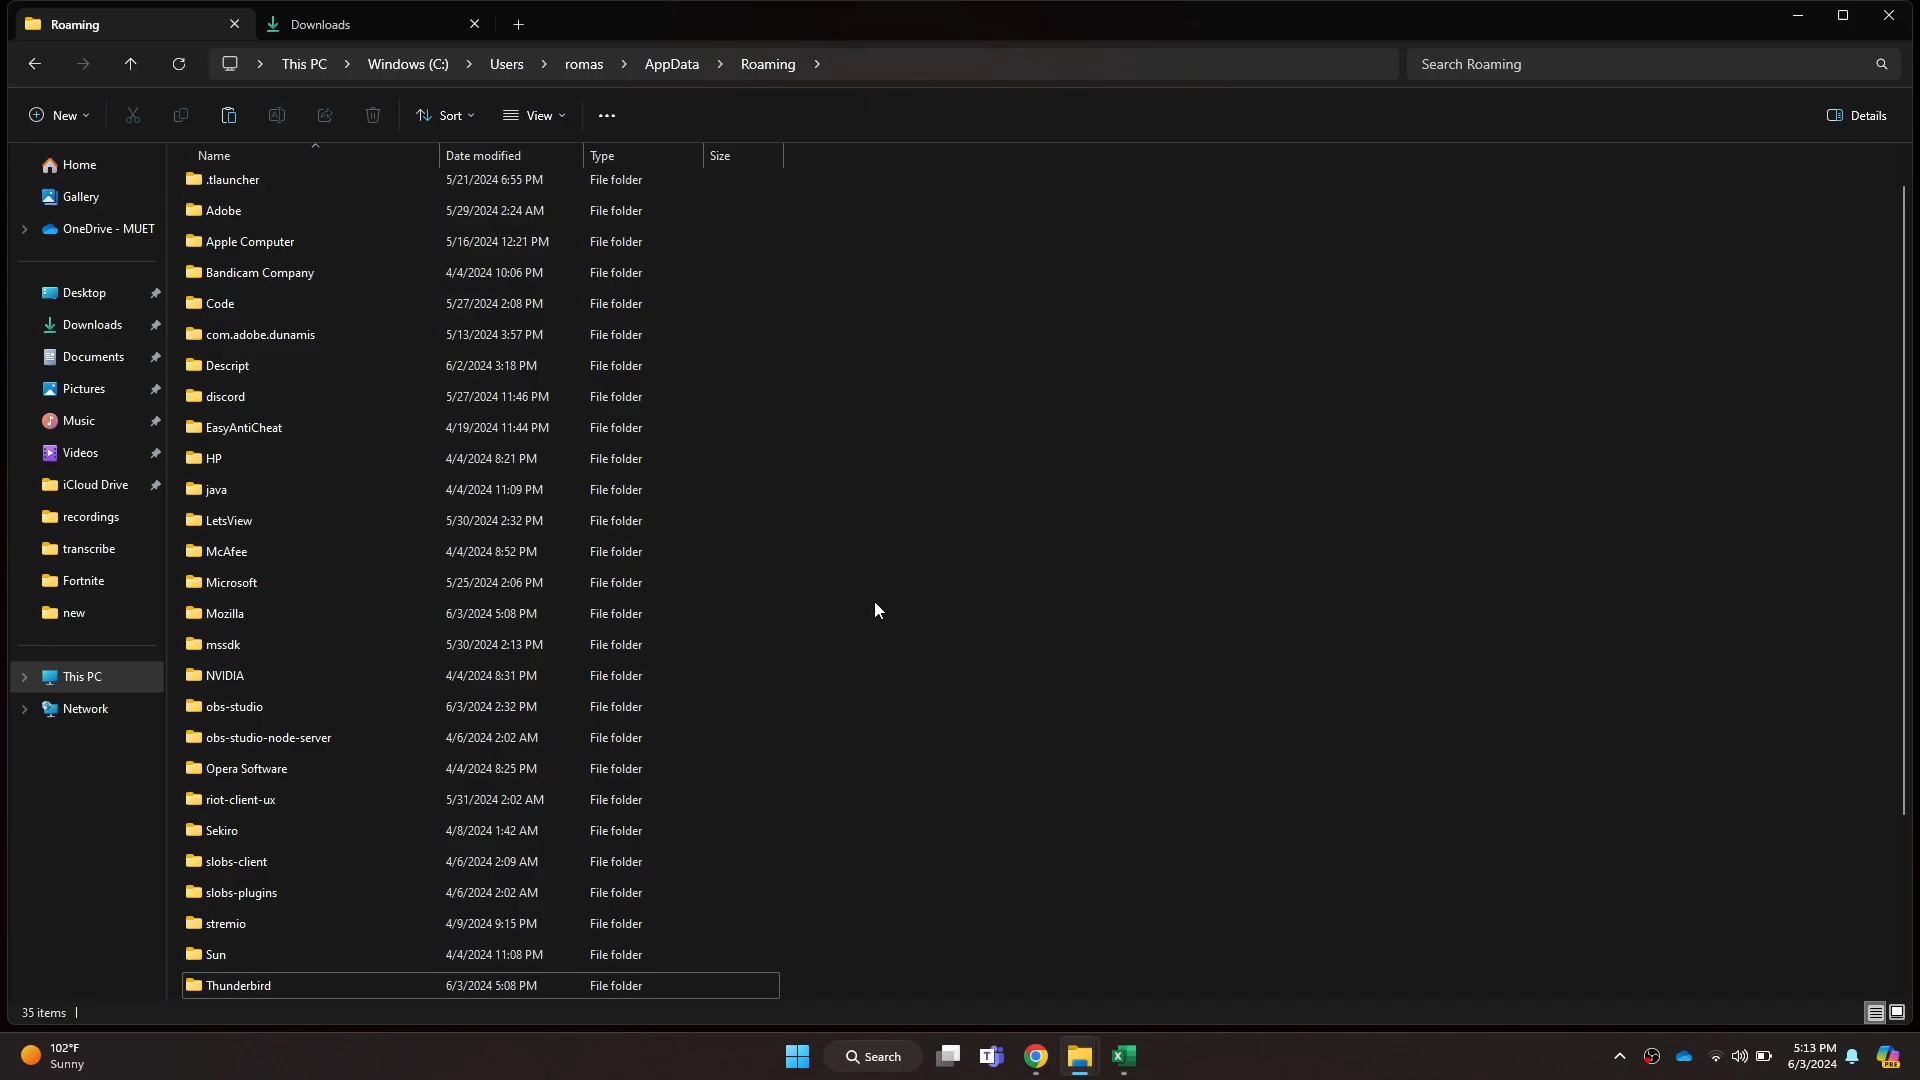 Roaming
Downloads
This PC
Windows (C:)
Users
romas
AppData
Roaming
Search Roaming
New
Sort
View
Details
Name
Date modified
Type
Size
Home
Gallery
OneDrive - MUET
Desktop
Downloads
Documents
Pictures
Music
Videos
iCloud Drive
recordings
transcribe
Fortnite
new
This PC
Network
.tlauncher 5/21/2024 6:55 PM File folder
Adobe 5/29/2024 2:24 AM File folder
Apple Computer 5/16/2024 12:21 PM File folder
Bandicam Company 4/4/2024 10:06 PM File folder
Code 5/27/2024 2:08 PM File folder
com.adobe.dunamis 5/13/2024 3:57 PM File folder
Descript 6/2/2024 3:18 PM File folder
discord 5/27/2024 11:46 PM File folder
EasyAntiCheat 4/19/2024 11:44 PM File folder
HP 4/4/2024 8:21 PM File folder
java 4/4/2024 11:09 PM File folder
LetsView 5/30/2024 2:32 PM File folder
McAfee 4/4/2024 8:52 PM File folder
Microsoft 5/25/2024 2:06 PM File folder
Mozilla 6/3/2024 5:08 PM File folder
mssdk 5/30/2024 2:13 PM File folder
NVIDIA 4/4/2024 8:31 PM File folder
obs-studio 6/3/2024 2:32 PM File folder
obs-studio-node-server 4/6/2024 2:02 AM File folder
Opera Software 4/4/2024 8:25 PM File folder
riot-client-ux 5/31/2024 2:02 AM File folder
Sekiro 4/8/2024 1:42 AM File folder
slobs-client 4/6/2024 2:09 AM File folder
slobs-plugins 4/6/2024 2:02 AM File folder
stremio 4/9/2024 9:15 PM File folder
Sun 4/4/2024 11:08 PM File folder
Thunderbird 6/3/2024 5:08 PM File folder
35 items
102°F
Sunny
Search
5:13 PM
6/3/2024
PRE